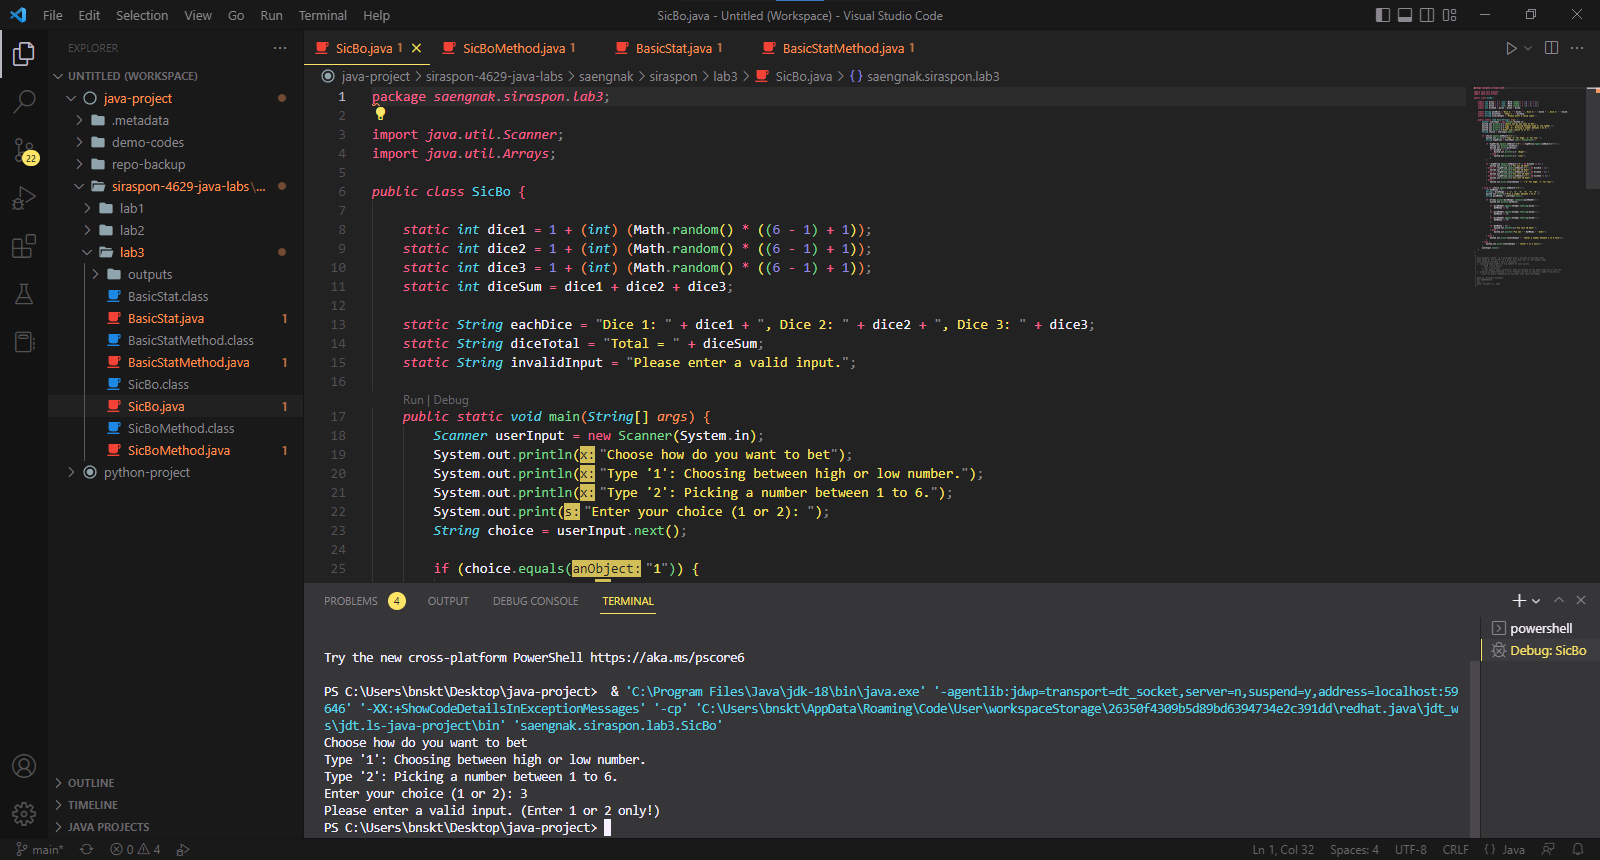 File Edit Selection View Go Run Terminal Help SicBo.java - Untitled (Workspace) - Visual Studio Code
EXPLORER
UNTITLED (WORKSPACE)
java-project
.metadata
demo-codes
repo-backup
siraspon-4629-java-labs\...
lab1
lab2
lab3
outputs
BasicStat.class
BasicStat.java 1
BasicStatMethod.class
BasicStatMethod.java 1
SicBo.class
SicBo.java 1
SicBoMethod.class
SicBoMethod.java 1
python-project
OUTLINE
TIMELINE
JAVA PROJECTS
22
SicBo.java 1 SicBoMethod.java 1 BasicStat.java 1 BasicStatMethod.java 1
java-project > siraspon-4629-java-labs > saengnak > siraspon > lab3 > SicBo.java > {} saengnak.siraspon.lab3
1 package saengnak.siraspon.lab3;
2
3 import java.util.Scanner;
4 import java.util.Arrays;
5
6 public class SicBo {
7
8 static int dice1 = 1 + (int) (Math.random() * ((6 - 1) + 1));
9 static int dice2 = 1 + (int) (Math.random() * ((6 - 1) + 1));
10 static int dice3 = 1 + (int) (Math.random() * ((6 - 1) + 1));
11 static int diceSum = dice1 + dice2 + dice3;
12
13 static String eachDice = "Dice 1: " + dice1 + ", Dice 2: " + dice2 + ", Dice 3: " + dice3;
14 static String diceTotal = "Total = " + diceSum;
15 static String invalidInput = "Please enter a valid input.";
16
Run | Debug
17 public static void main(String[] args) {
18 Scanner userInput = new Scanner(System.in);
19 System.out.println(x: "Choose how do you want to bet");
20 System.out.println(x: "Type '1': Choosing between high or low number.");
21 System.out.println(x: "Type '2': Picking a number between 1 to 6.");
22 System.out.print(s: "Enter your choice (1 or 2): ");
23 String choice = userInput.next();
24
25 if (choice.equals(anObject: "1")) {
PROBLEMS 4 OUTPUT DEBUG CONSOLE TERMINAL
powershell
Debug: SicBo
Try the new cross-platform PowerShell https://aka.ms/pscore6
PS C:\Users\bnskt\Desktop\java-project> & 'C:\Program Files\Java\jdk-18\bin\java.exe' '-agentlib:jdwp=transport=dt_socket,server=n,suspend=y,address=localhost:59
646' '-XX:+ShowCodeDetailsInExceptionMessages' '-cp' 'C:\Users\bnskt\AppData\Roaming\Code\User\workspaceStorage\26350f4309b5d89bd6394734e2c391dd\redhat.java\jdt_w
s\jdt.ls-java-project\bin' 'saengnak.siraspon.lab3.SicBo'
Choose how do you want to bet
Type '1': Choosing between high or low number.
Type '2': Picking a number between 1 to 6.
Enter your choice (1 or 2): 3
Please enter a valid input. (Enter 1 or 2 only!)
PS C:\Users\bnskt\Desktop\java-project>
main* 0 4 Ln 1, Col 32 Spaces: 4 UTF-8 CRLF {} Java